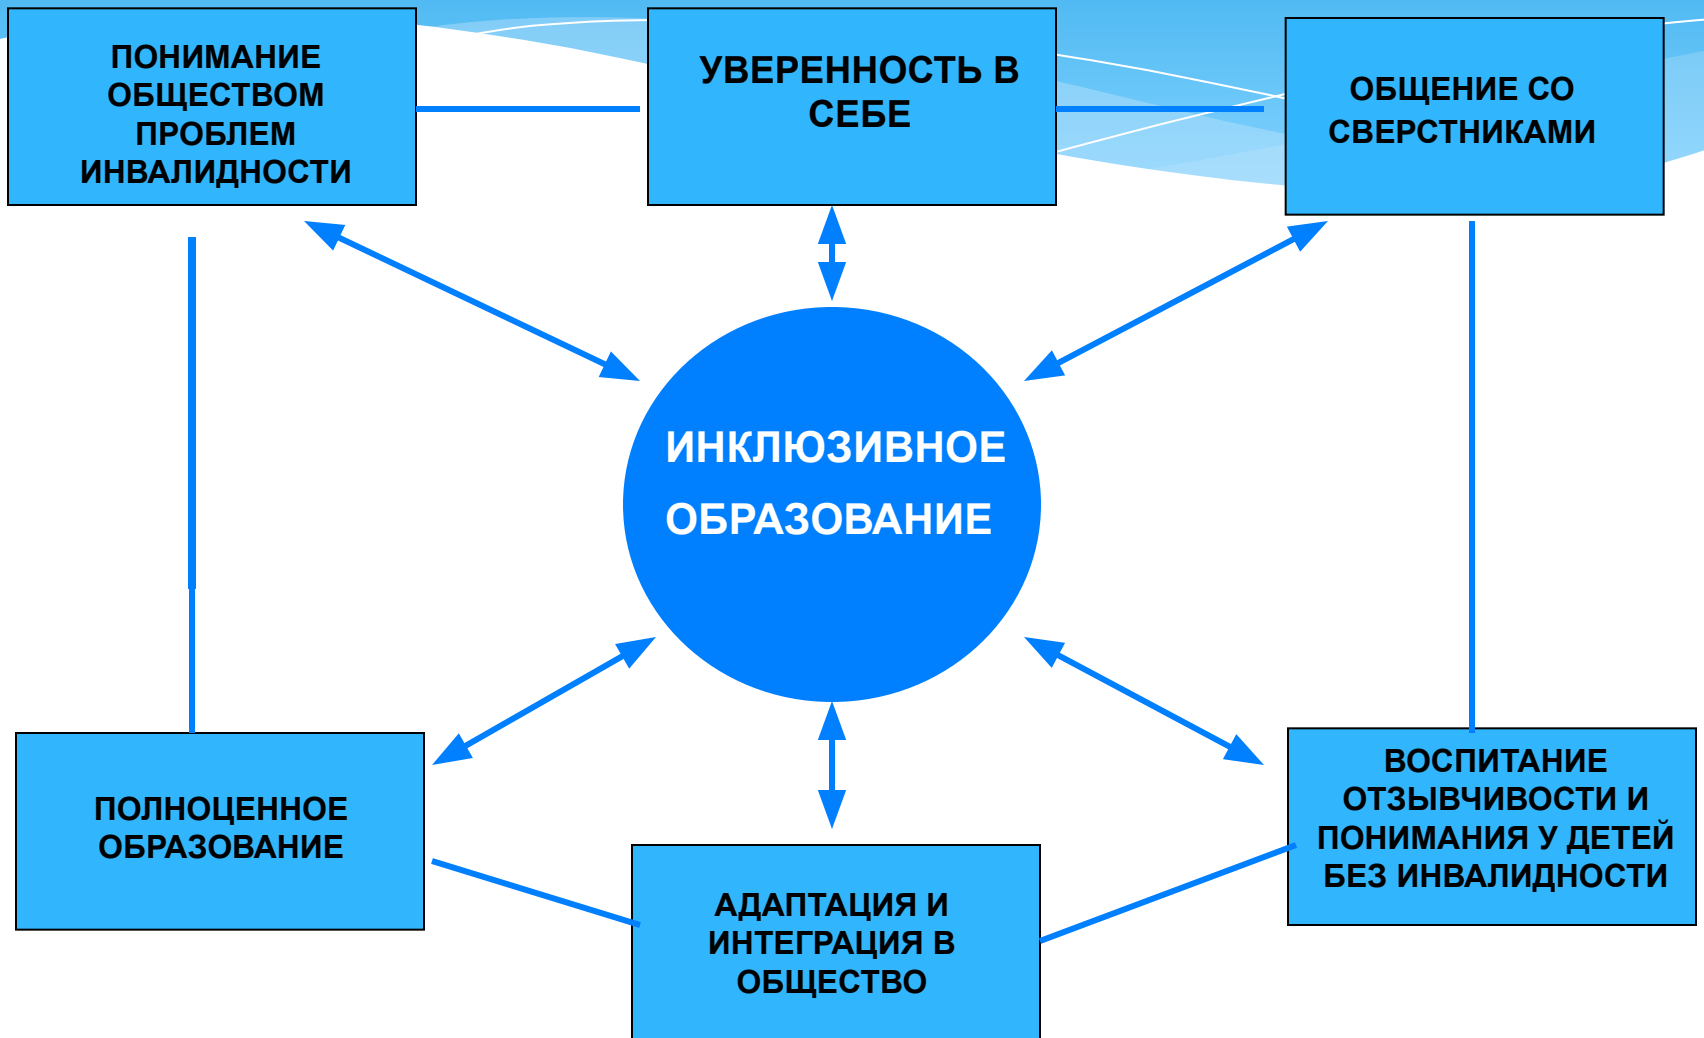 ПОНИМАНИЕ
ОБЩЕСТВОМ
ПРОБЛЕМ
ИНВАЛИДНОСТИ
УВЕРЕННОСТЬ В
СЕБЕ
ОБЩЕНИЕ СО
СВЕРСТНИКАМИ
ИНКЛЮЗИВНОЕ
ОБРАЗОВАНИЕ
ПОЛНОЦЕННОЕ
ОБРАЗОВАНИЕ
АДАПТАЦИЯ И
ИНТЕГРАЦИЯ В
ОБЩЕСТВО
ВОСПИТАНИЕ
ОТЗЫВЧИВОСТИ И
ПОНИМАНИЯ У ДЕТЕЙ
БЕЗ ИНВАЛИДНОСТИ